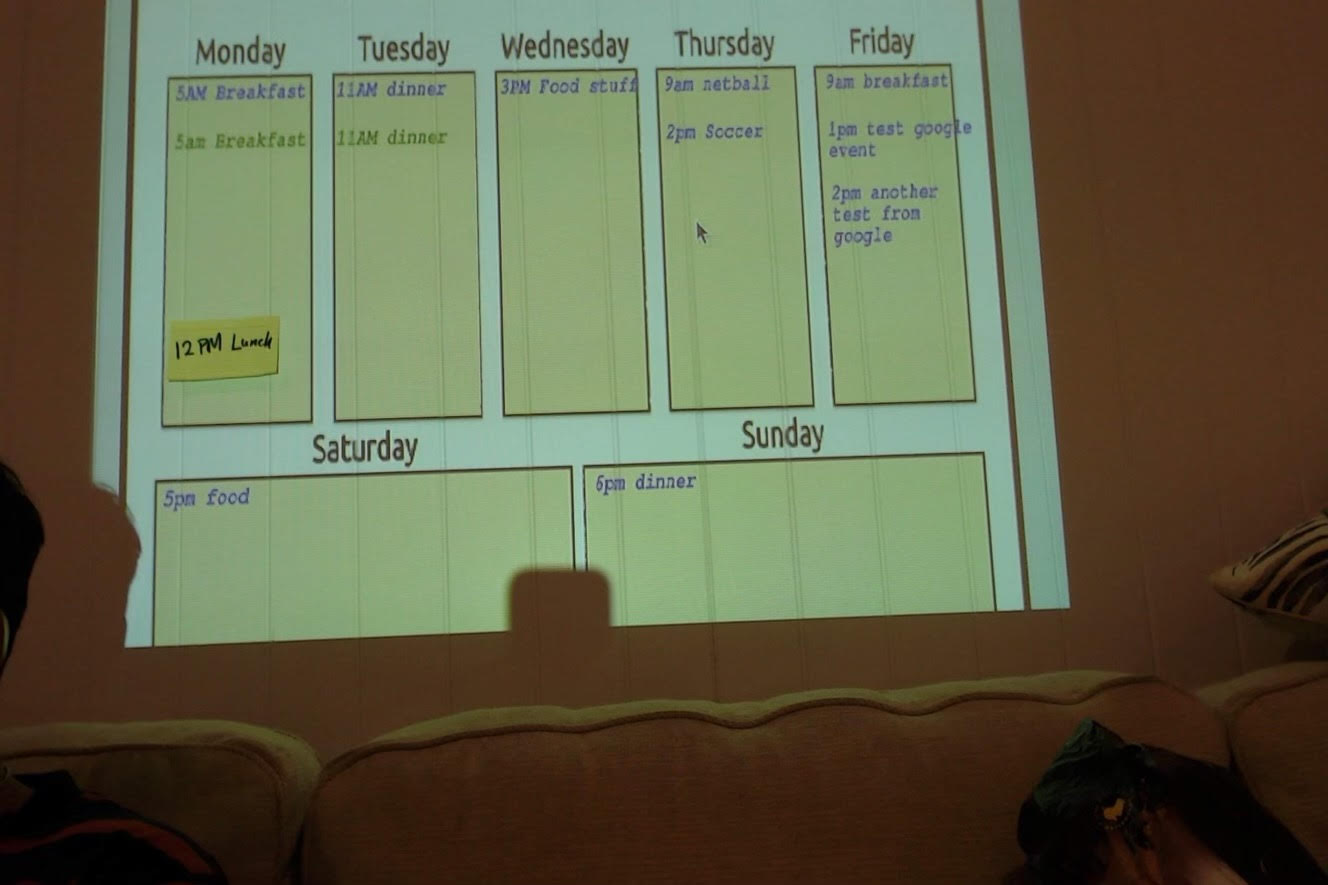 Monday
Tuesday
Wednesday
Thursday
Friday
5AM Breakfast
5am Breakfast
12 PM Lunch
11AM dinner
11AM dinner
3PM Food stuff
9am netball
2pm Soccer
9am breakfast
1pm test google
event
2pm another
test from
google
Saturday
Sunday
5pm food
6pm dinner